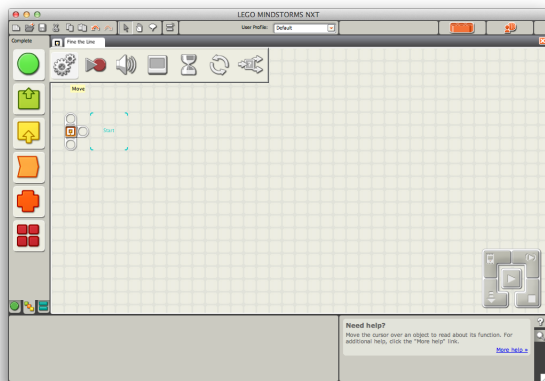 LEGO MINDSTORMS NXT
User Profile: Default
Complete
Fine the Line
Move
Start
Need help?
Move the cursor over an object to read about its function. For
additional help, click the "More help" link.
More help »
?